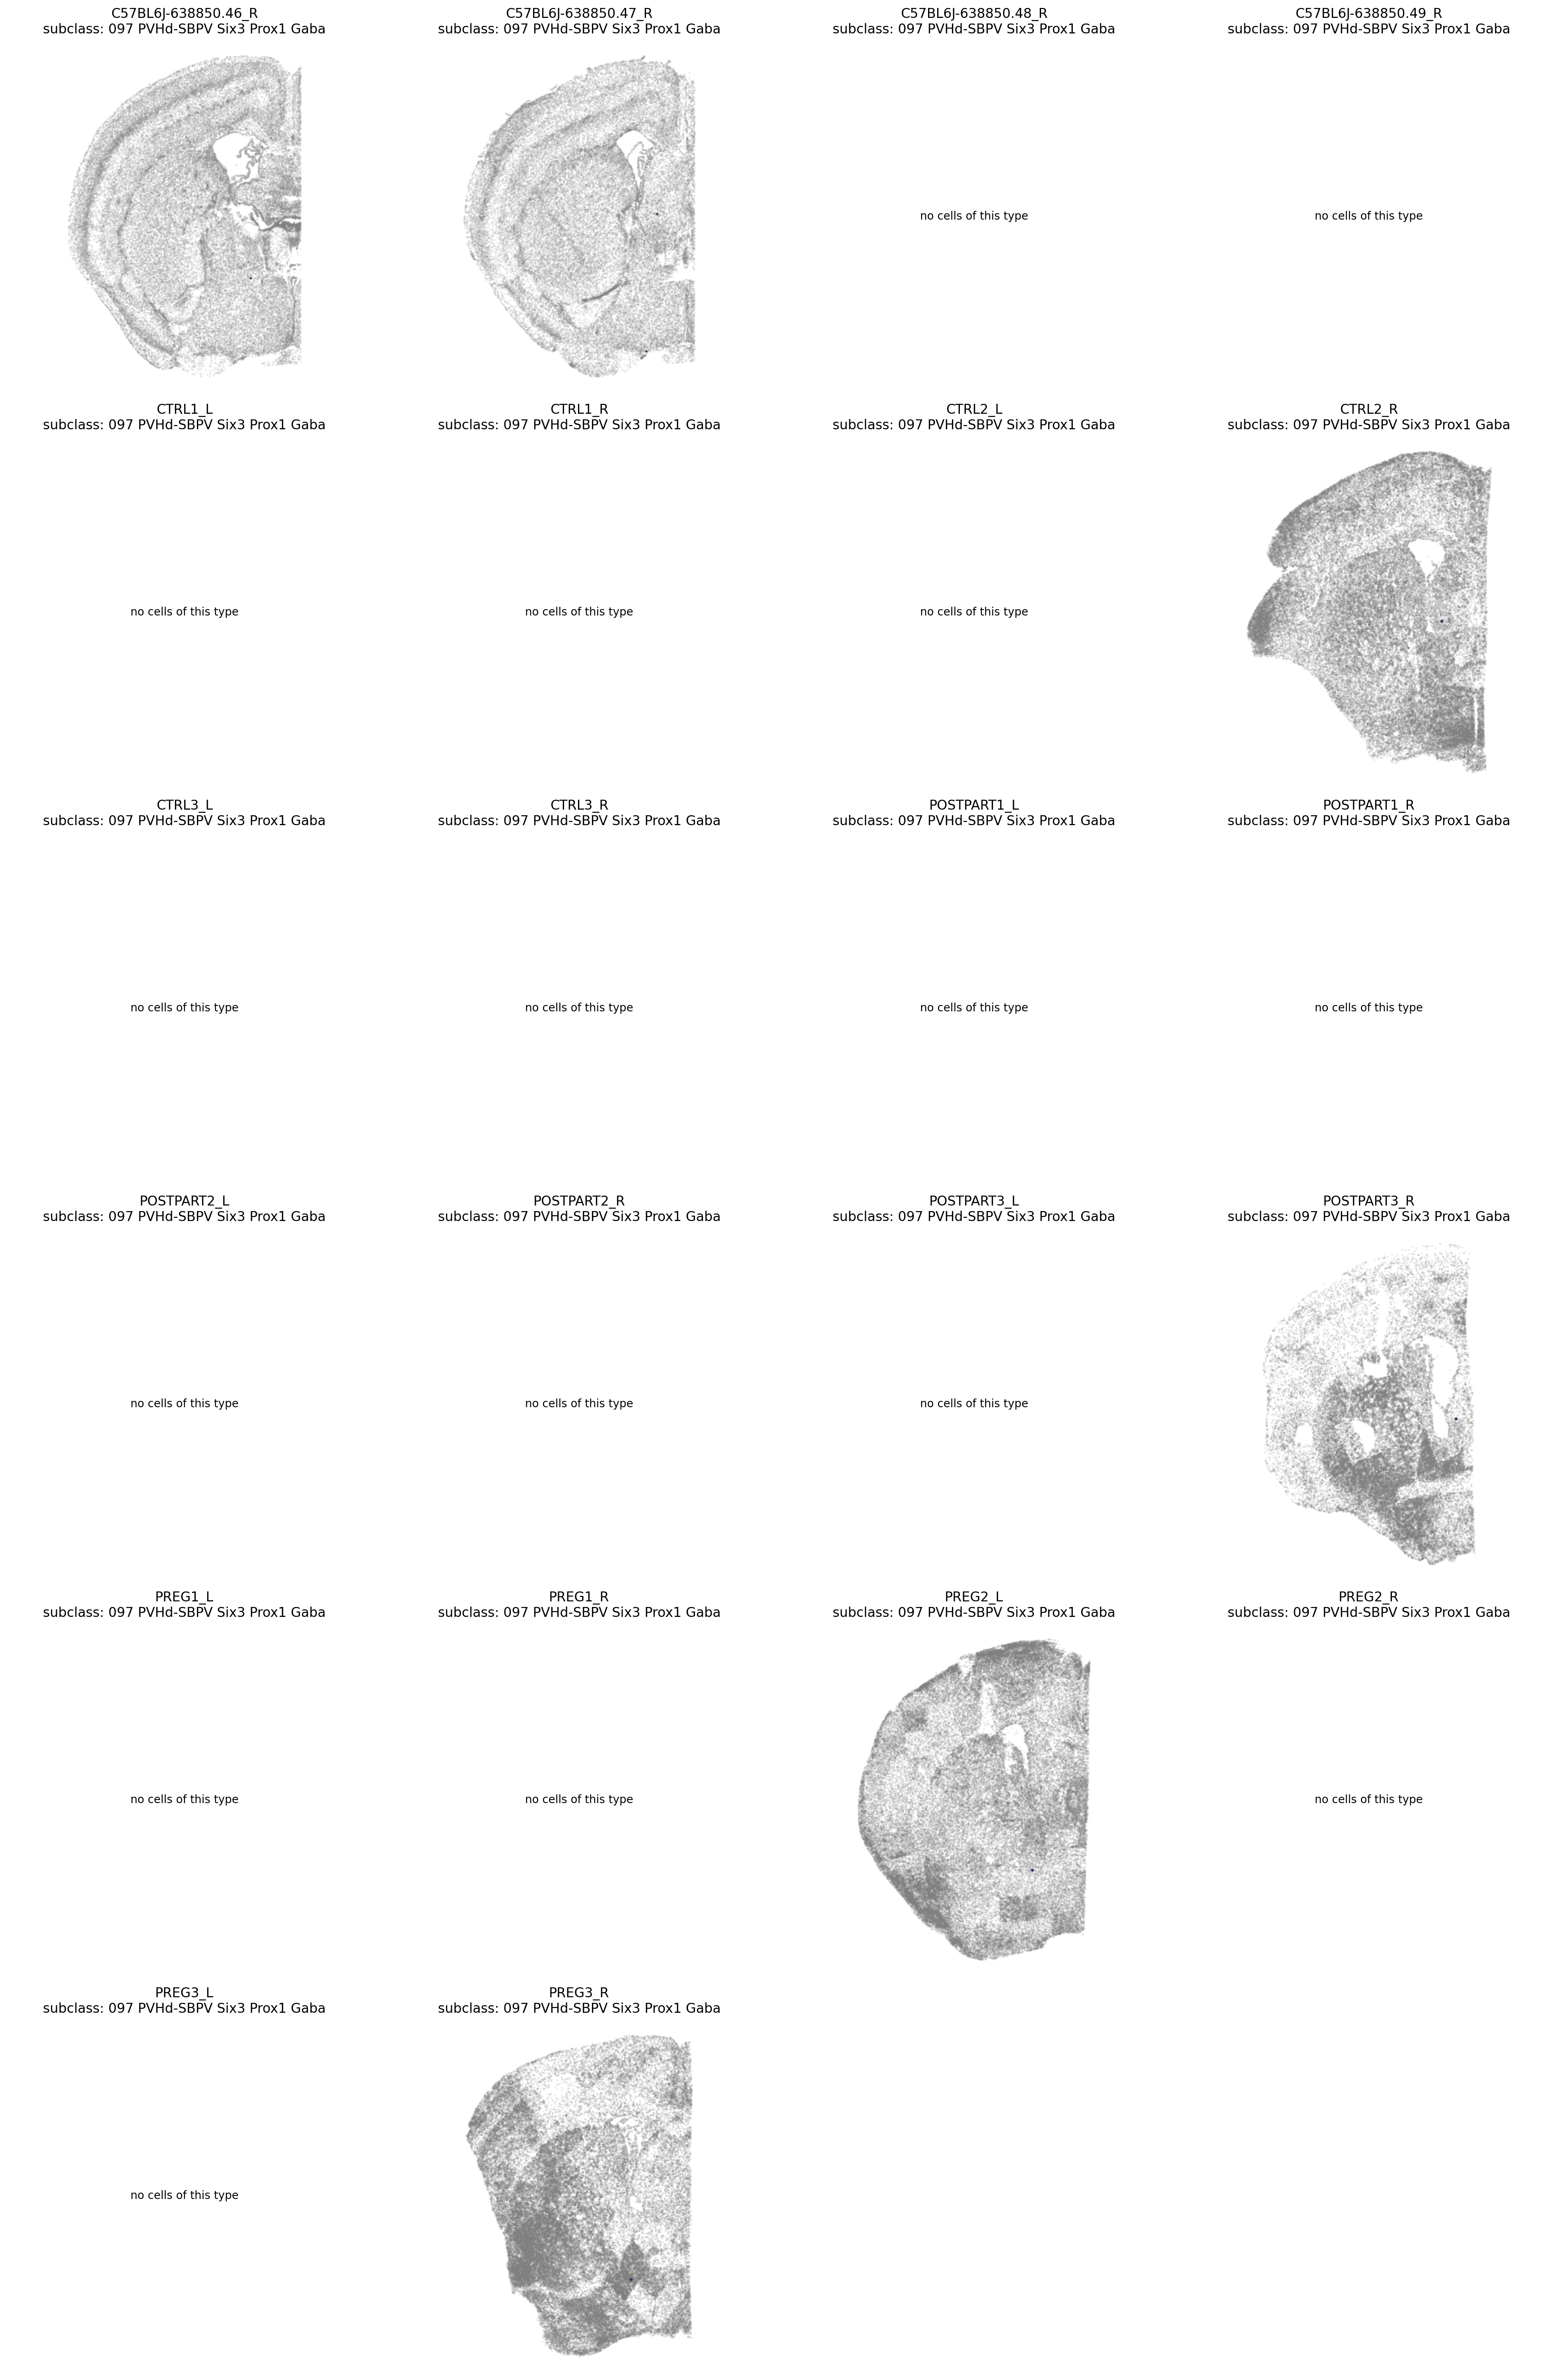 C57BL6J-638850.46_R
subclass: 097 PVHd-SBPV Six3 Prox1 Gaba
C57BL6J-638850.47_R
subclass: 097 PVHd-SBPV Six3 Prox1 Gaba
C57BL6J-638850.48_R
subclass: 097 PVHd-SBPV Six3 Prox1 Gaba
no cells of this type
C57BL6J-638850.49_R
subclass: 097 PVHd-SBPV Six3 Prox1 Gaba
no cells of this type
CTRL1_L
subclass: 097 PVHd-SBPV Six3 Prox1 Gaba
no cells of this type
CTRL1_R
subclass: 097 PVHd-SBPV Six3 Prox1 Gaba
no cells of this type
CTRL2_L
subclass: 097 PVHd-SBPV Six3 Prox1 Gaba
no cells of this type
CTRL2_R
subclass: 097 PVHd-SBPV Six3 Prox1 Gaba
CTRL3_L
subclass: 097 PVHd-SBPV Six3 Prox1 Gaba
no cells of this type
CTRL3_R
subclass: 097 PVHd-SBPV Six3 Prox1 Gaba
no cells of this type
POSTPART1_L
subclass: 097 PVHd-SBPV Six3 Prox1 Gaba
no cells of this type
POSTPART1_R
subclass: 097 PVHd-SBPV Six3 Prox1 Gaba
no cells of this type
POSTPART2_L
subclass: 097 PVHd-SBPV Six3 Prox1 Gaba
no cells of this type
POSTPART2_R
subclass: 097 PVHd-SBPV Six3 Prox1 Gaba
no cells of this type
POSTPART3_L
subclass: 097 PVHd-SBPV Six3 Prox1 Gaba
no cells of this type
POSTPART3_R
subclass: 097 PVHd-SBPV Six3 Prox1 Gaba
PREG1_L
subclass: 097 PVHd-SBPV Six3 Prox1 Gaba
no cells of this type
PREG1_R
subclass: 097 PVHd-SBPV Six3 Prox1 Gaba
no cells of this type
PREG2_L
subclass: 097 PVHd-SBPV Six3 Prox1 Gaba
PREG2_R
subclass: 097 PVHd-SBPV Six3 Prox1 Gaba
no cells of this type
PREG3_L
subclass: 097 PVHd-SBPV Six3 Prox1 Gaba
no cells of this type
PREG3_R
subclass: 097 PVHd-SBPV Six3 Prox1 Gaba